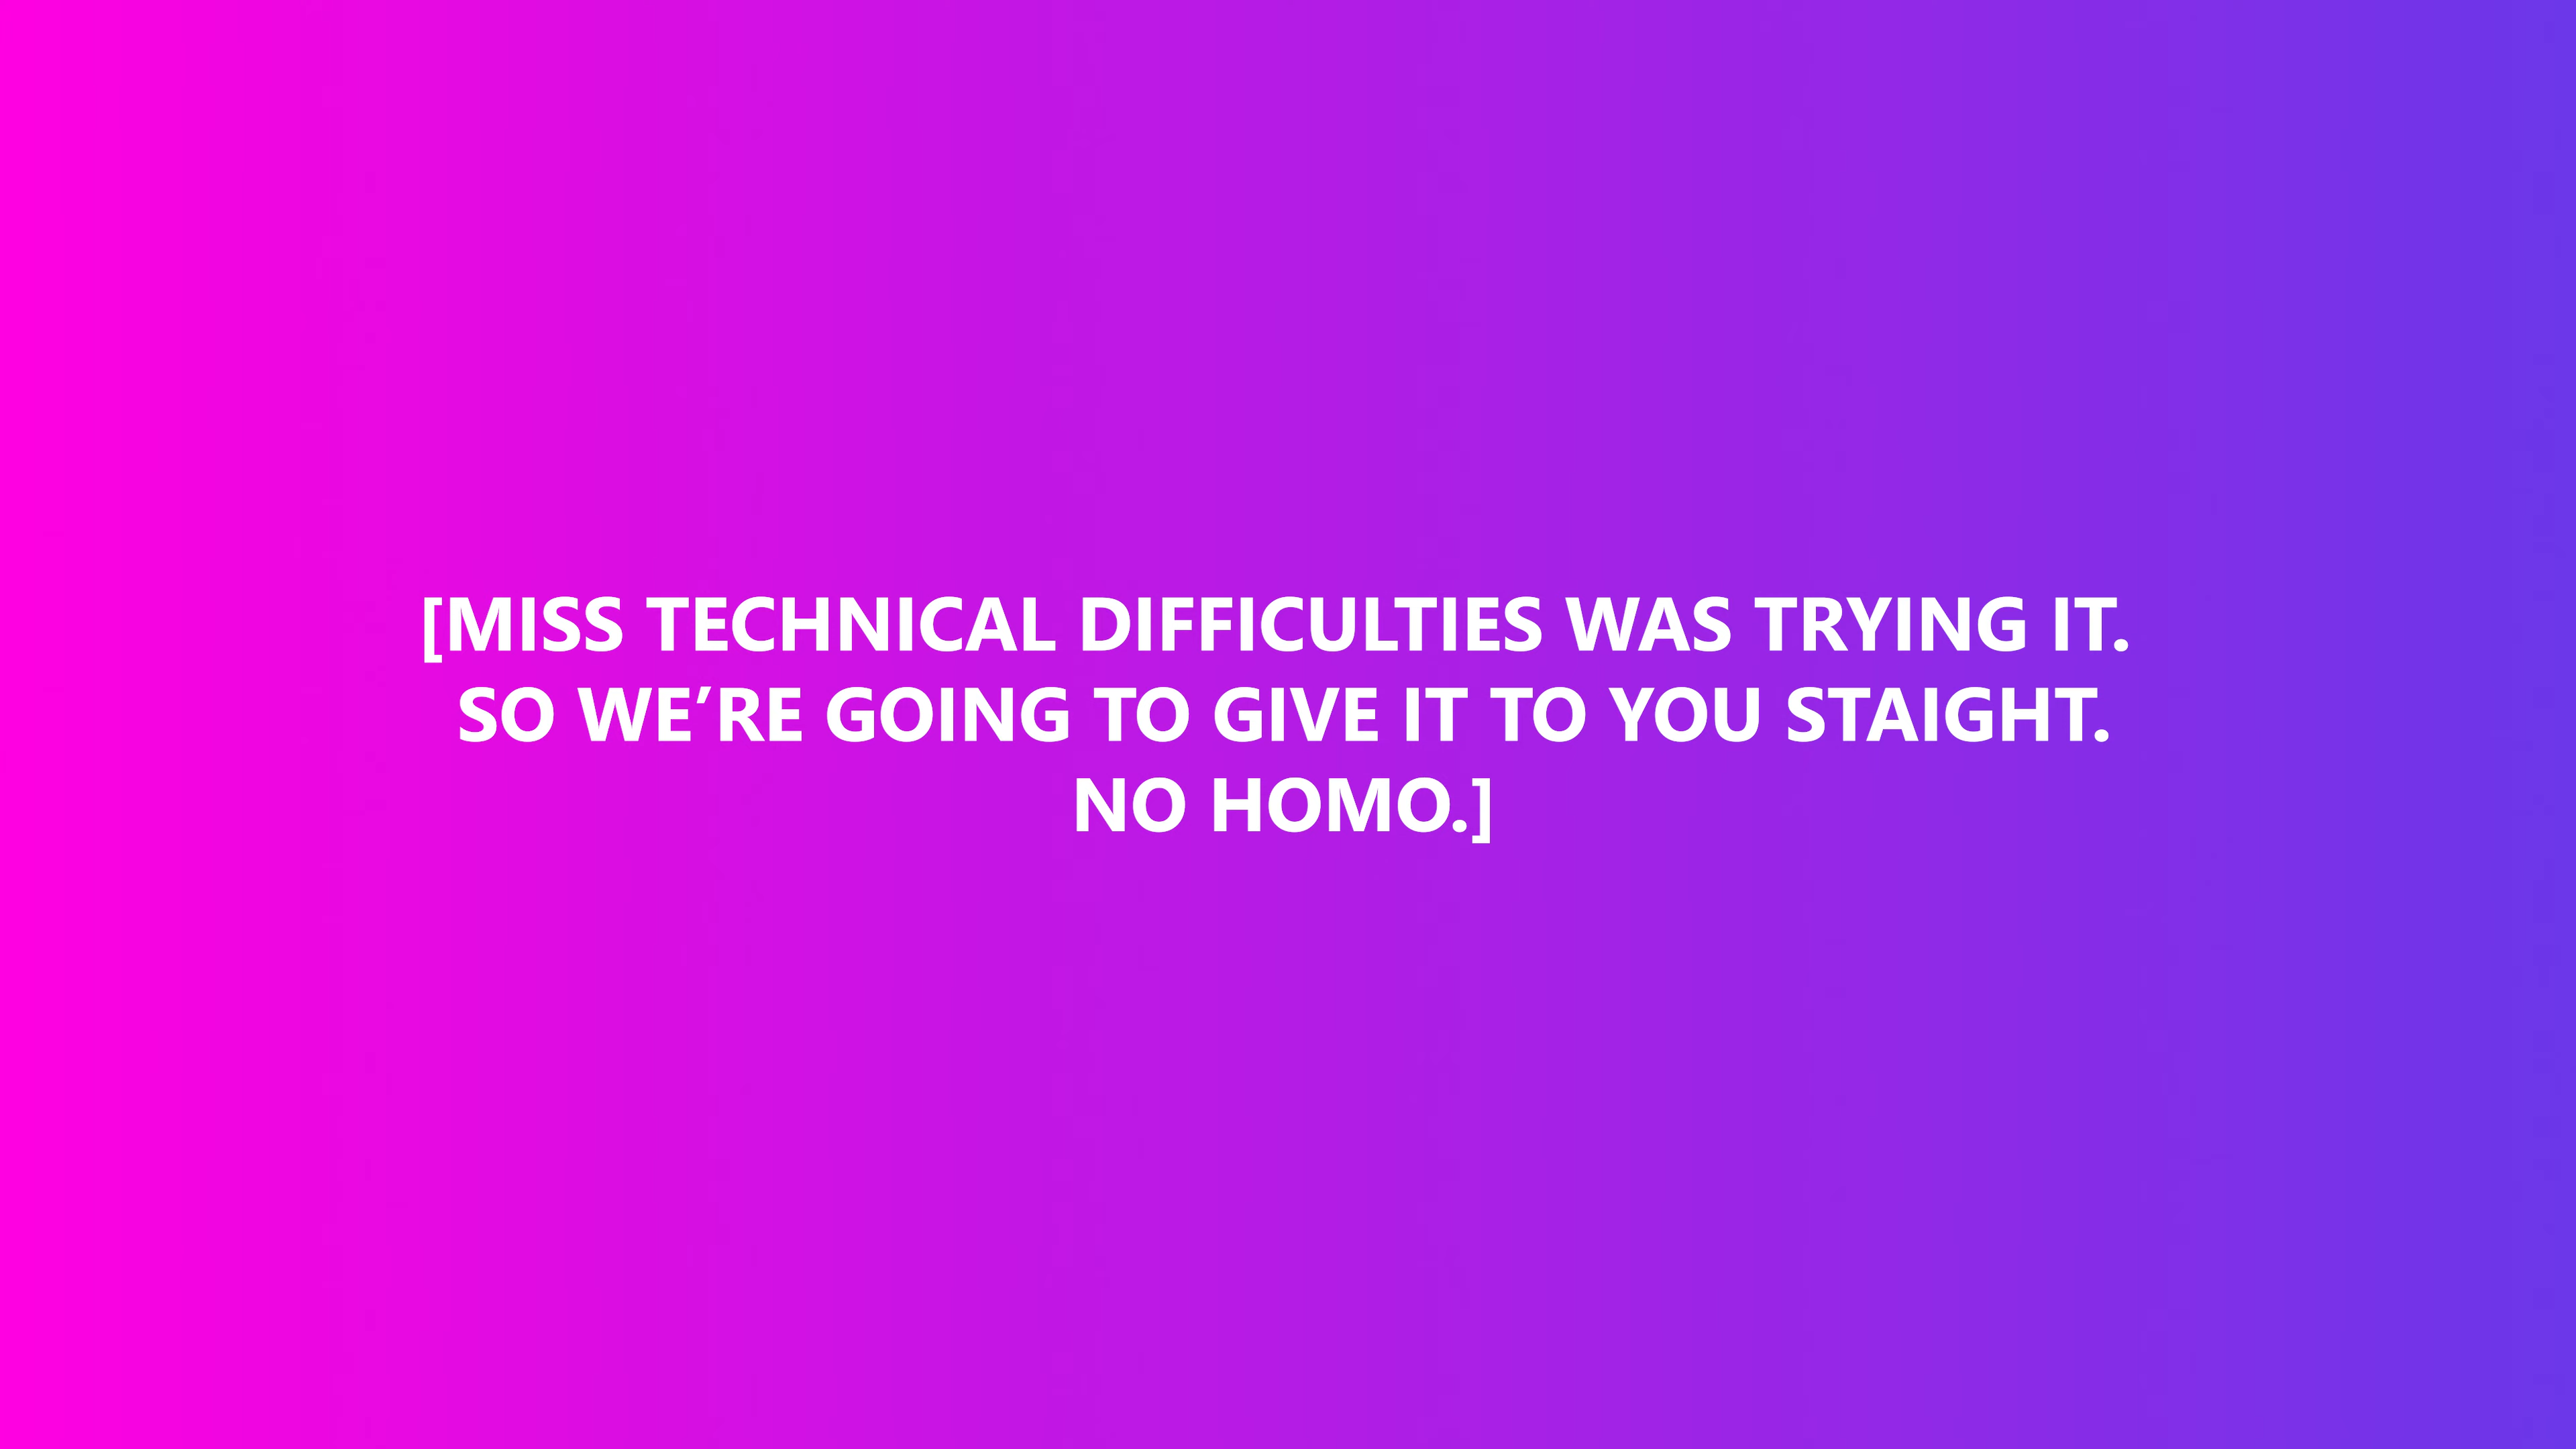 [MISS TECHNICAL DIFFICULTIES WAS TRYING IT.
SO WE’RE GOING TO GIVE IT TO YOU STAIGHT.
NO HOMO.]